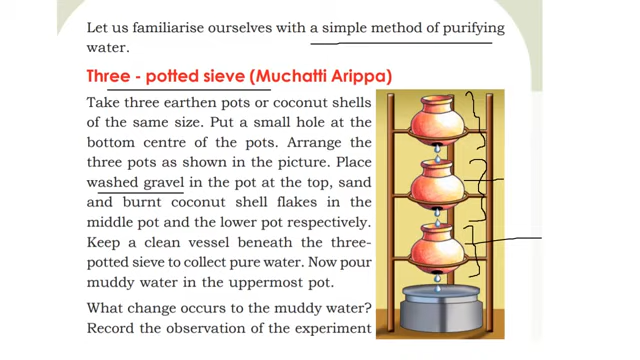 Let us familiarise ourselves with a simple method of purifying
water.
Three - potted sieve (Muchatti Arippa)
Take three earthen pots or coconut shells
of the same size. Put a small hole at the
bottom centre of the pots. Arrange the
three pots as shown in the picture. Place
washed gravel in the pot at the top, sand
and burnt coconut shell flakes in the
middle pot and the lower pot respectively.
Keep a clean vessel beneath the three-
potted sieve to collect pure water. Now pour
muddy water in the uppermost pot.
What change occurs to the muddy water?
Record the observation of the experiment